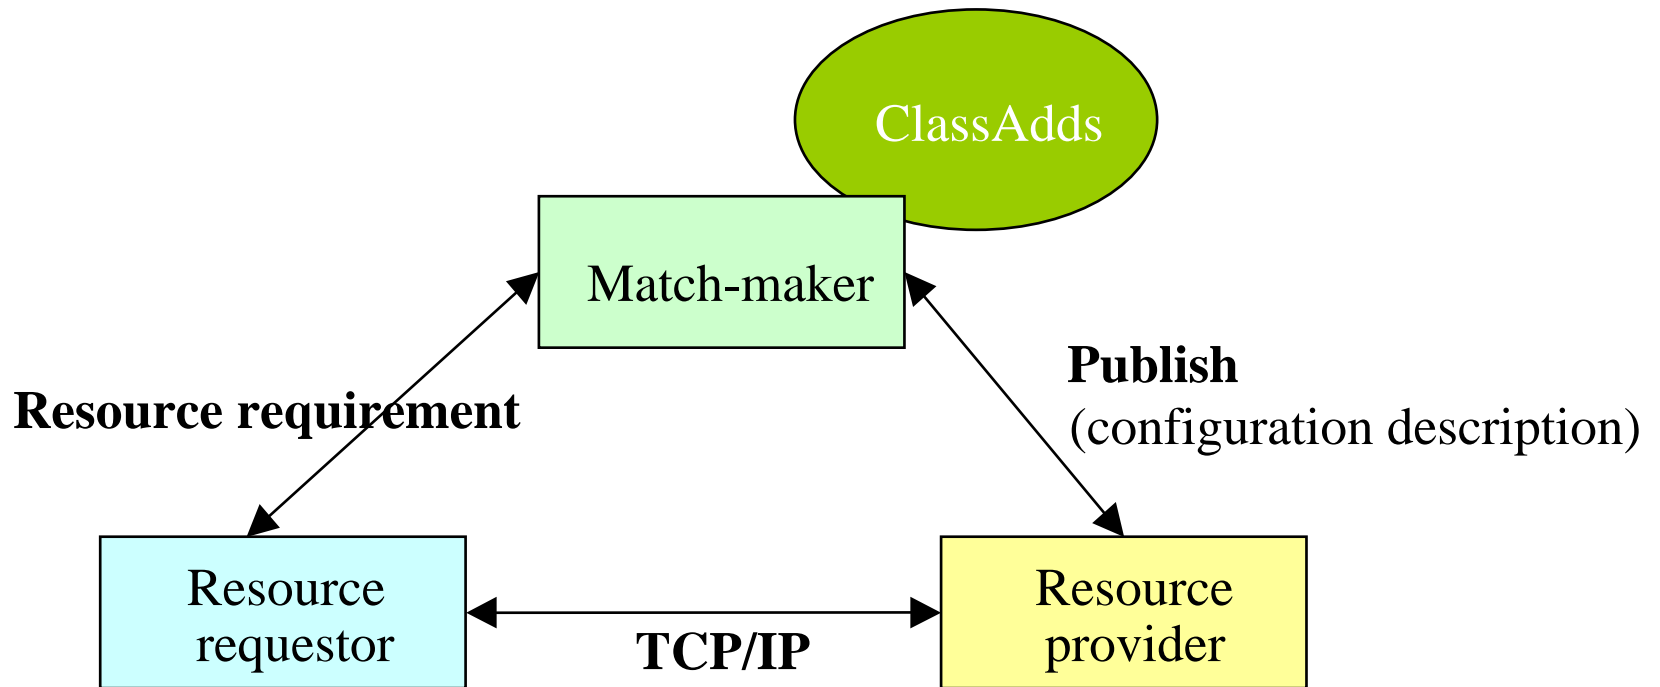 ClassAdds
Match-maker
Publish
(configuration description)
Resource requirement
Resource
requestor
TCP/IP
Resource
provider